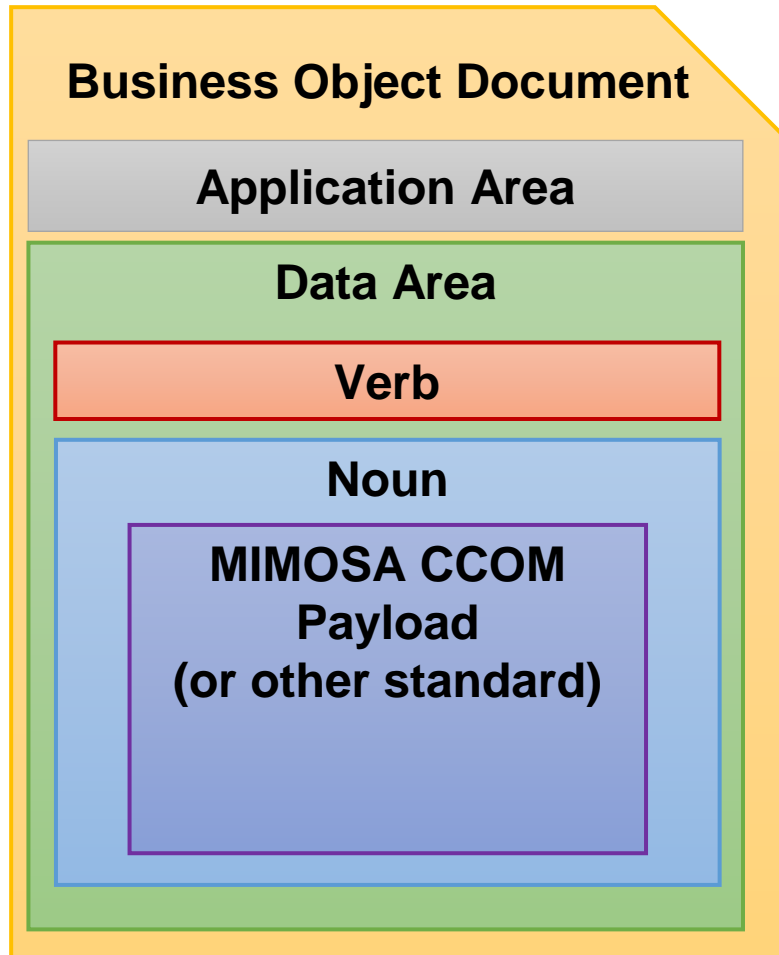 Business Object Document
Application Area
Data Area
Verb
Noun
MIMOSA CCOM
Payload
(or other standard)